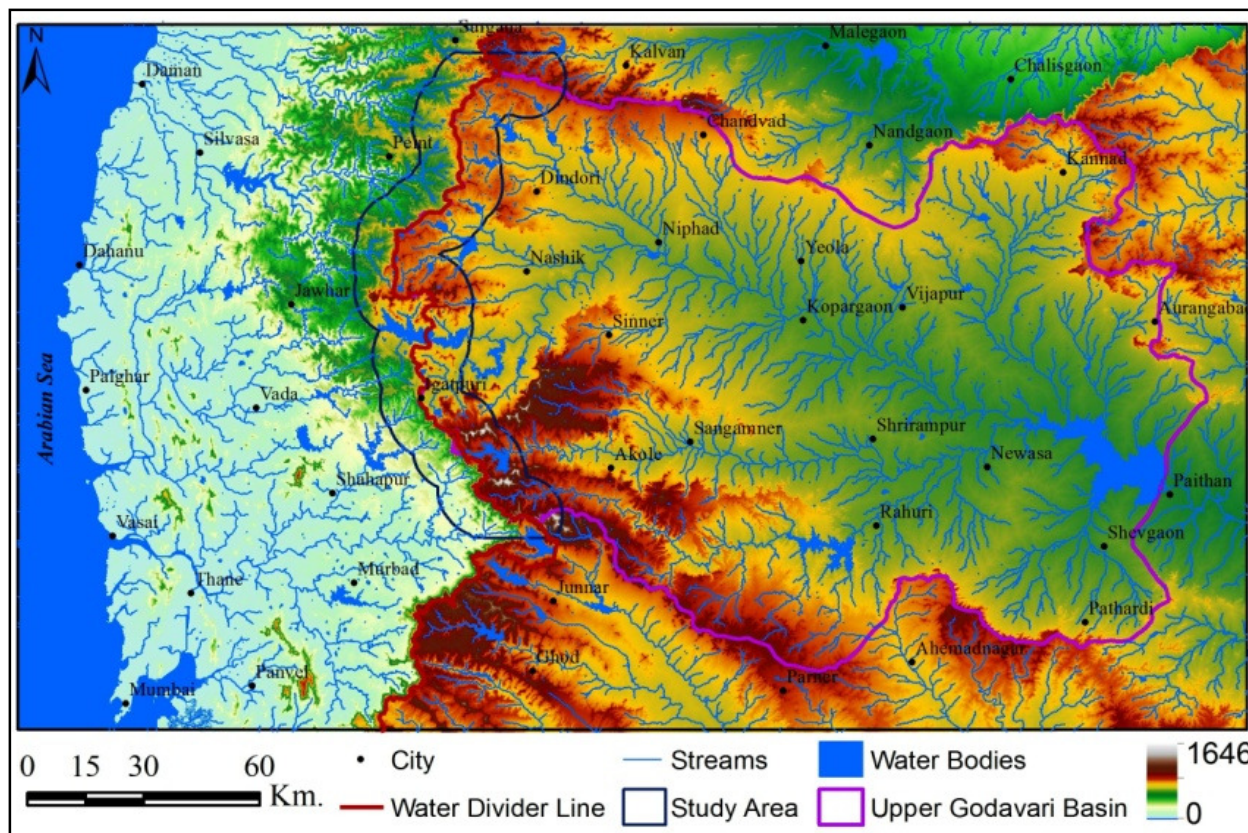 N
Surgana
Kalvan
Malegaon
Chalisgaon
Daman
Silvasa
Peint
Chandvad
Nandgaon
Kannad
Dindori
Niphad
Yeola
Dahanu
Nashik
Jawhar
Kopargaon
Vijapur
Aurangabad
Sinner
Arabian Sea
Palghar
Vada
Igatpuri
Sangamner
Akole
Shrirampur
Newasa
Shahapur
Paithan
Vasai
Rahuri
Shevgaon
Thane
Murbad
Junnar
Pathardi
Ghod
Ahemadnagar
Mumbai
Panvel
Parner
0 15 30 60
Km.
City
Streams
Water Bodies
Water Divider Line
Study Area
Upper Godavari Basin
1646
0